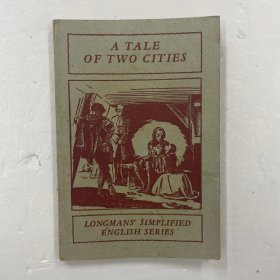 A TALE
OF TWO CITIES
LONGMANS' SIMPLIFIED
ENGLISH SERIES